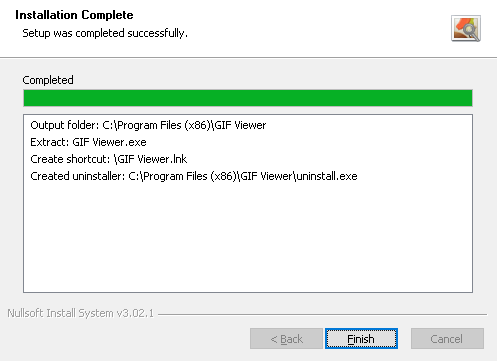 Installation Complete
Setup was completed successfully.
Completed
Output folder: C:\Program Files (x86)\GIF Viewer
Extract: GIF Viewer.exe
Create shortcut: \GIF Viewer.lnk
Created uninstaller: C:\Program Files (x86)\GIF Viewer\uninstall.exe
Nullsoft Install System v3.02.1
< Back Finish Cancel